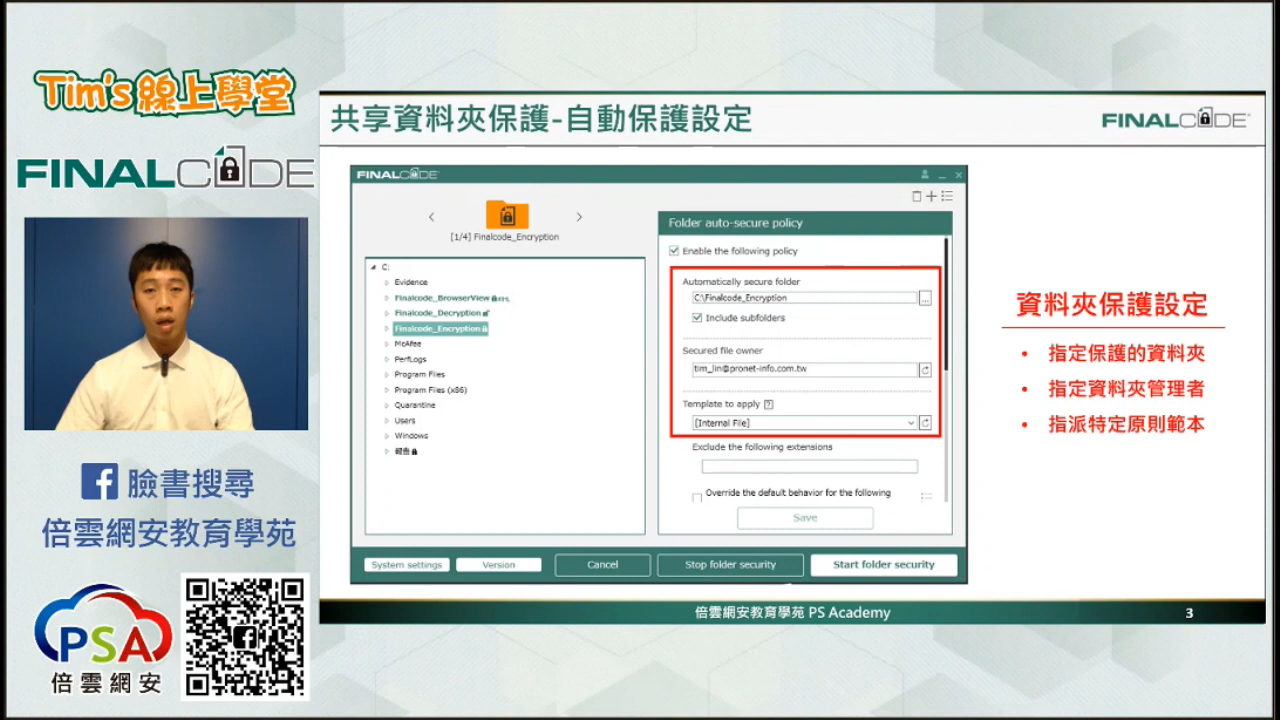 Tim's線上學堂
FINALCODE
臉書搜尋
倍雲網安教育學苑
PSA
倍雲網安
共享資料夾保護-自動保護設定
FINALCODE
FINALCODE
[1/4] Finalcode_Encryption
C:
Evidence
Finalcode_BrowserView
Finalcode_Decryption
Finalcode_Encryption
McAfee
PerfLogs
Program Files
Program Files (x86)
Quarantine
Users
Windows
報告
Folder auto-secure policy
Enable the following policy
Automatically secure folder
C:\Finalcode_Encryption
...
Include subfolders
Secured file owner
tim_lin@pronet-info.com.tw
Template to apply [?]
[Internal File]
Exclude the following extensions
Override the default behavior for the following
Save
System settings
Version
Cancel
Stop folder security
Start folder security
資料夾保護設定
• 指定保護的資料夾
• 指定資料夾管理者
• 指派特定原則範本
倍雲網安教育學苑 PS Academy
3